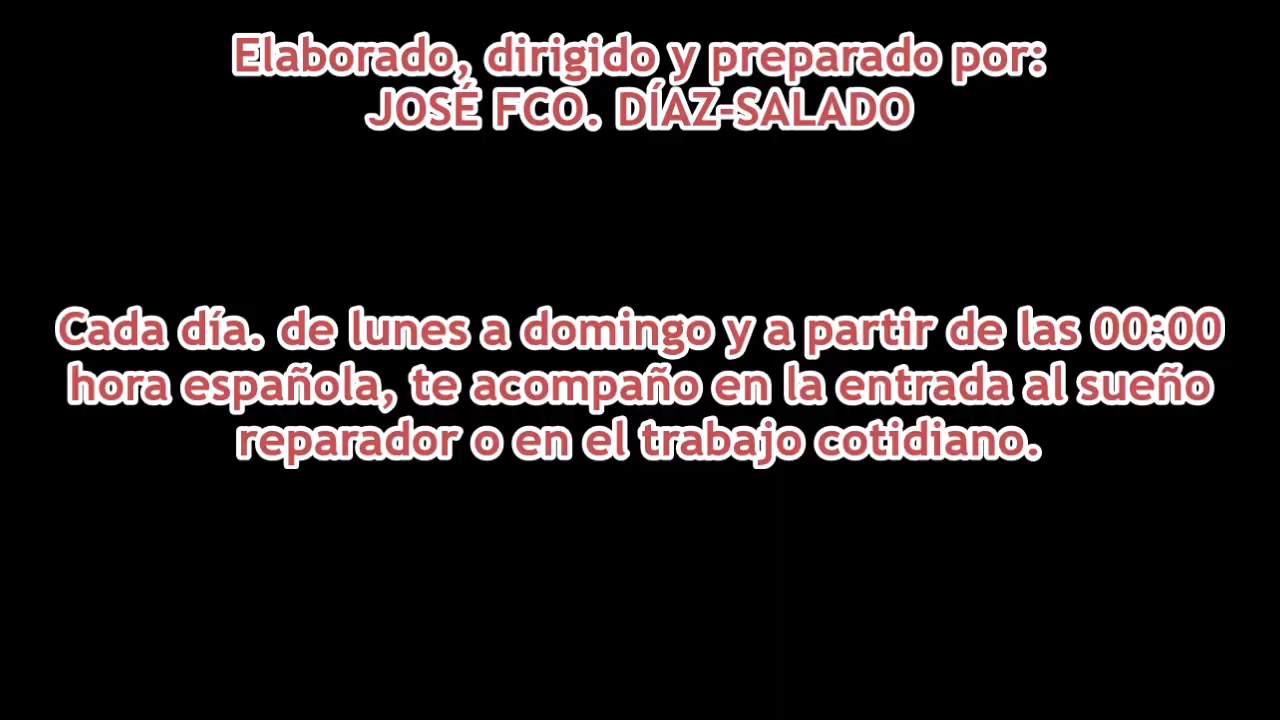 Elaborado, dirigido y preparado por:
JOSÉ FCO. DÍAZ-SALADO
Cada día. de lunes a domingo y a partir de las 00:00
hora española, te acompaño en la entrada al sueño
reparador o en el trabajo cotidiano.